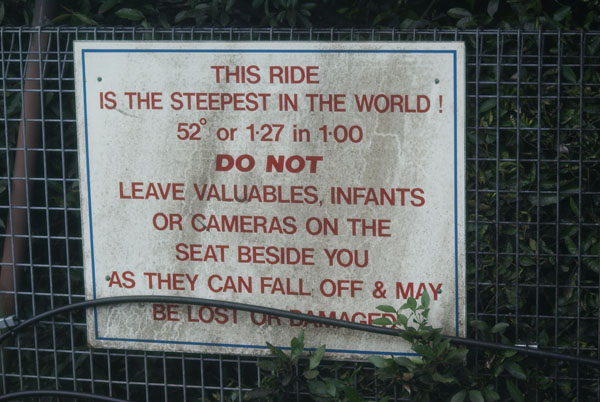 THIS RIDE
IS THE STEEPEST IN THE WORLD !
52° or 1·27 in 1·00
DO NOT
LEAVE VALUABLES, INFANTS
OR CAMERAS ON THE
SEAT BESIDE YOU
AS THEY CAN FALL OFF & MAY
BE LOST OR DAMAGED